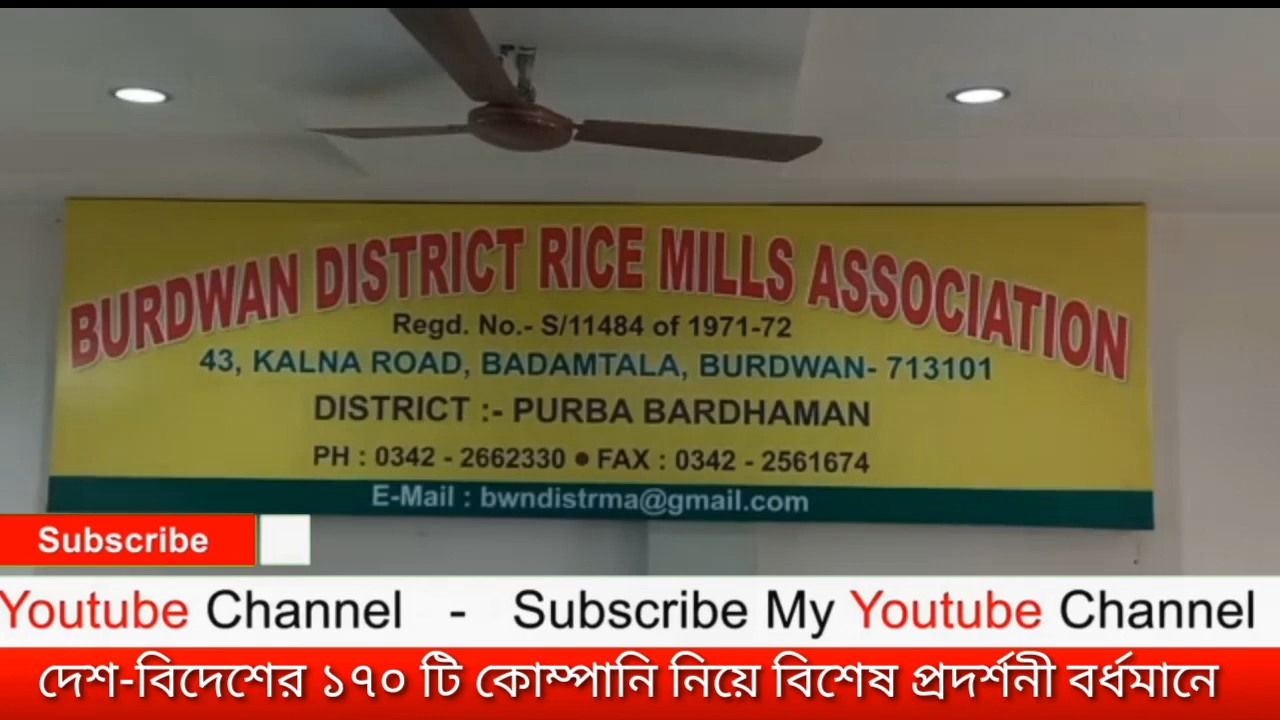 BURDWAN DISTRICT RICE MILLS ASSOCIATION
Regd. No.- S/11484 of 1971-72
43, KALNA ROAD, BADAMTALA, BURDWAN- 713101
DISTRICT :- PURBA BARDHAMAN
PH : 0342 - 2662330 ● FAX : 0342 - 2561674
E-Mail : bwndistrma@gmail.com
Subscribe
Youtube Channel - Subscribe My Youtube Channel
দেশ-বিদেশের ১৭০ টি কোম্পানি নিয়ে বিশেষ প্রদর্শনী বর্ধমানে